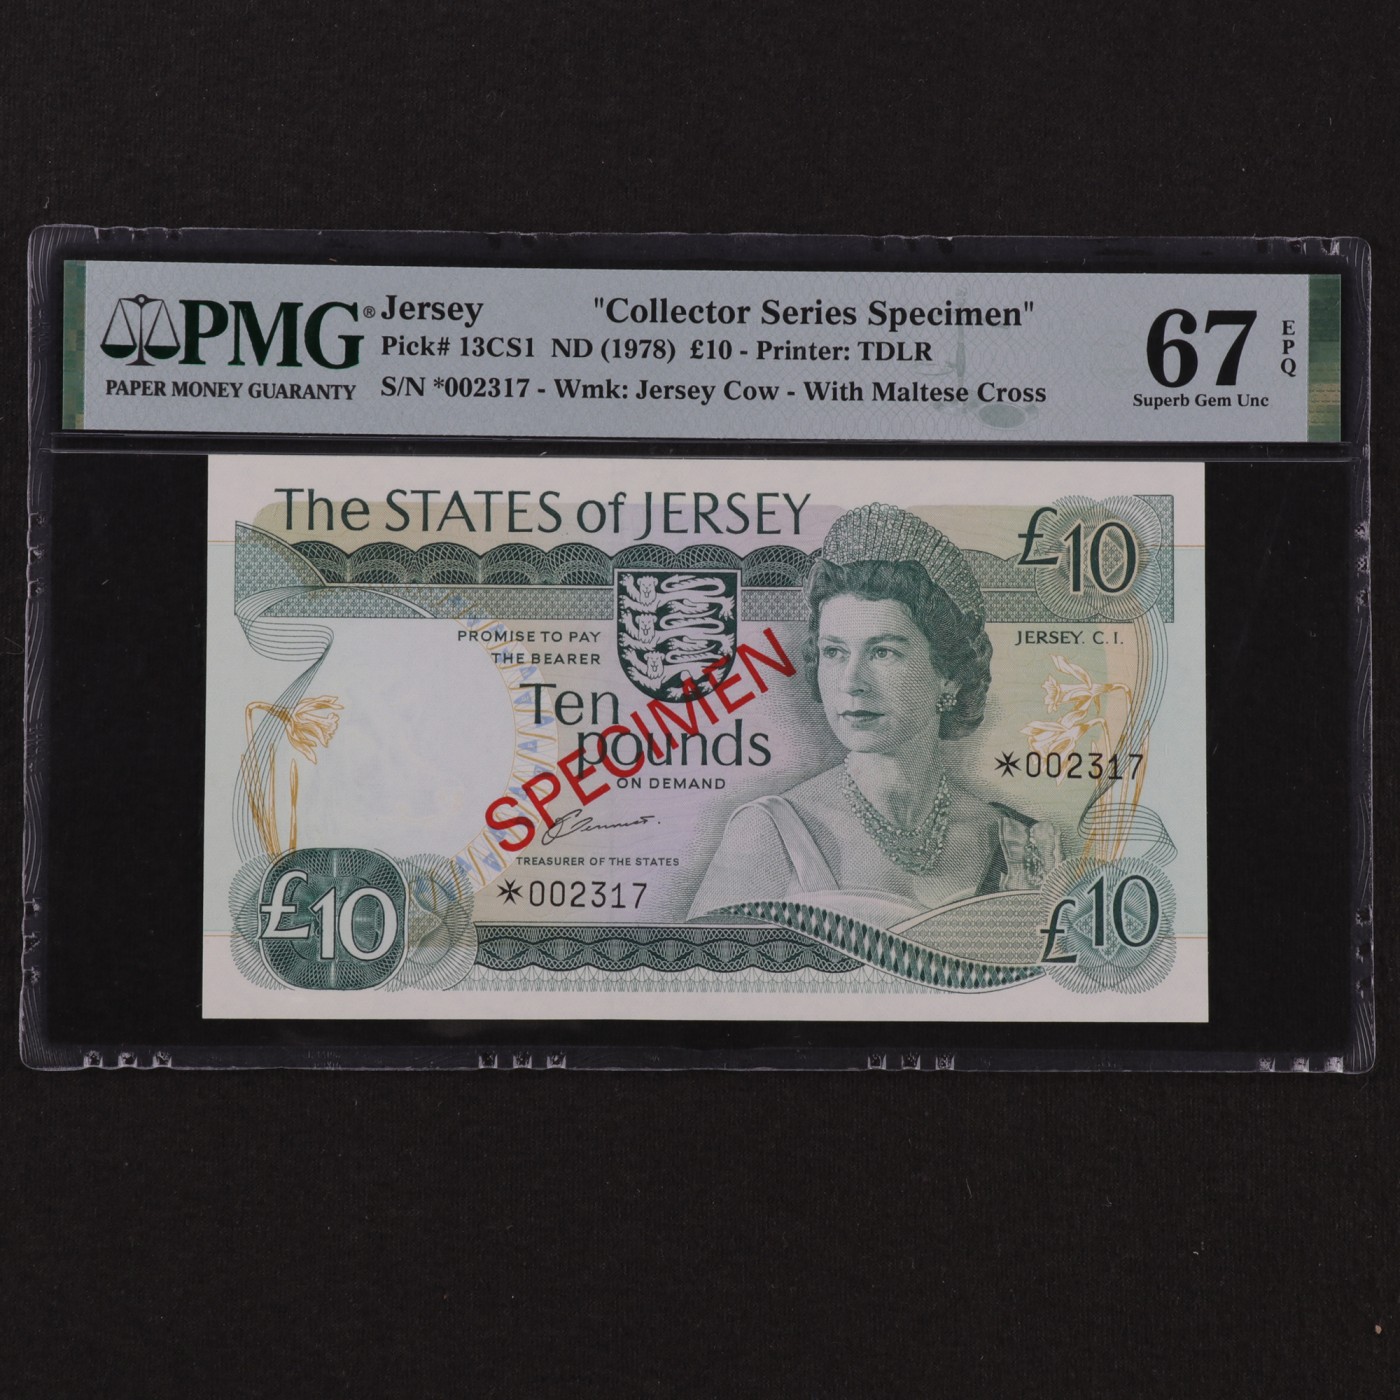 PMG®
PAPER MONEY GUARANTY
Jersey "Collector Series Specimen"
Pick# 13CS1 ND (1978) £10 - Printer: TDLR
S/N *002317 - Wmk: Jersey Cow - With Maltese Cross
67
EPQ
Superb Gem Unc
The STATES of JERSEY
£10
PROMISE TO PAY
THE BEARER
JERSEY. C. I.
Ten
pounds
ON DEMAND
SPECIMEN
✠002317
TREASURER OF THE STATES
✠002317
£10
£10